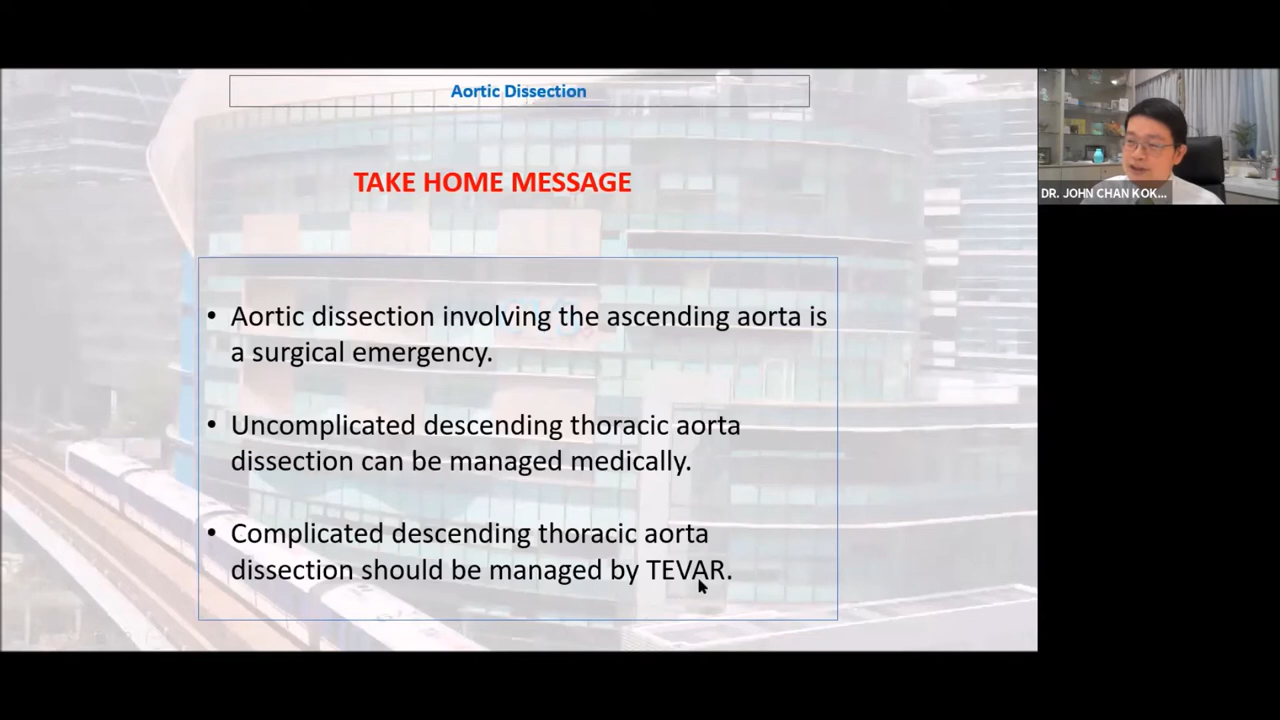 Aortic Dissection
TAKE HOME MESSAGE
• Aortic dissection involving the ascending aorta is
a surgical emergency.
• Uncomplicated descending thoracic aorta
dissection can be managed medically.
• Complicated descending thoracic aorta
dissection should be managed by TEVAR.
DR. JOHN CHAN KOK...